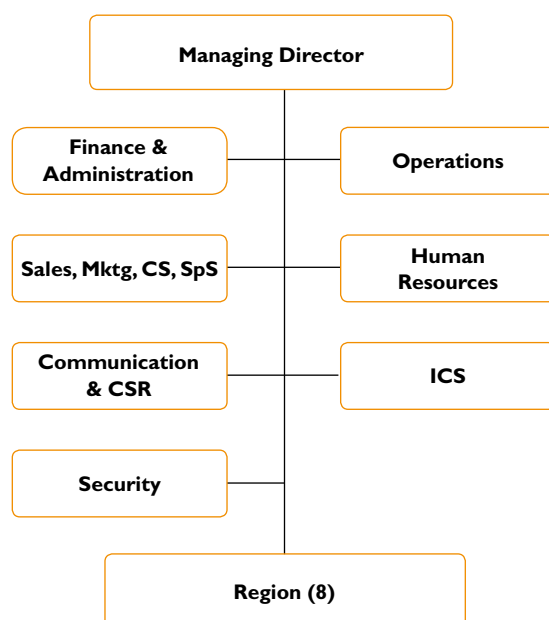 Managing Director
Finance &
Administration
Operations
Sales, Mktg, CS, SpS
Human
Resources
Communication
& CSR
ICS
Security
Region (8)